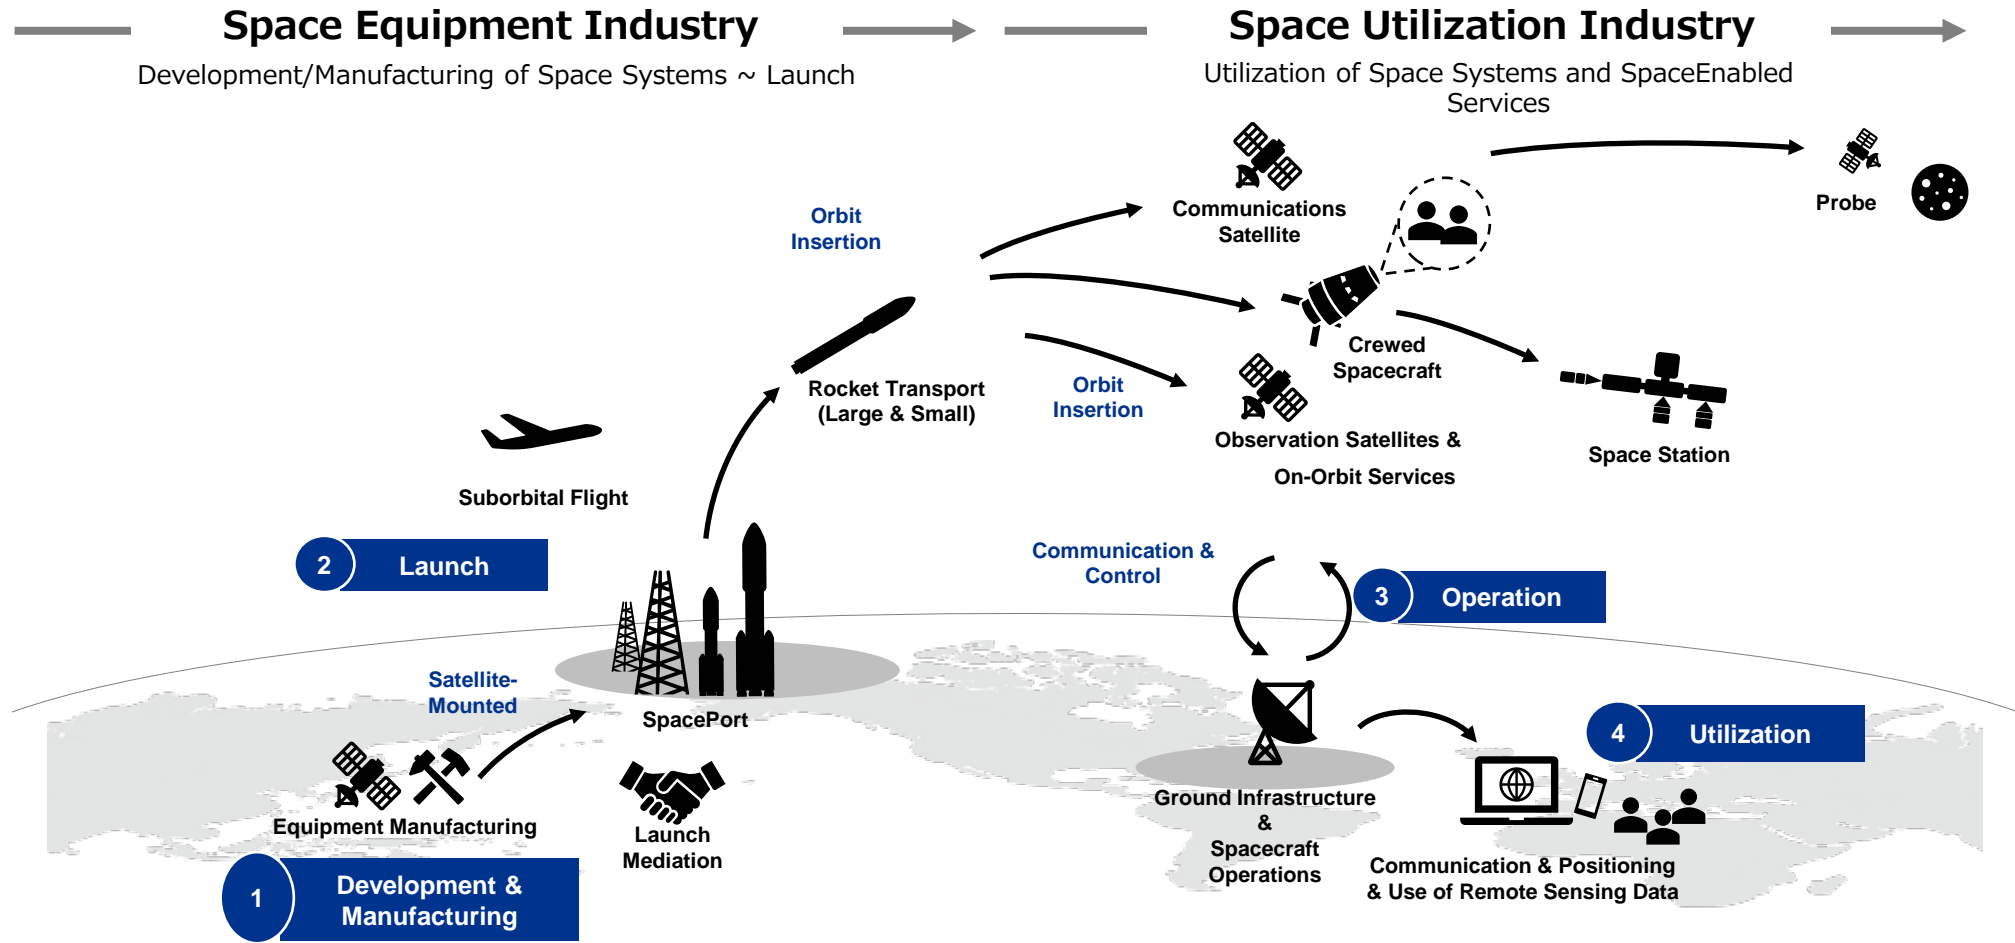 Space Equipment Industry
Development/Manufacturing of Space Systems ~ Launch
Space Utilization Industry
Utilization of Space Systems and SpaceEnabled
Services
Communications
Satellite
Probe
Orbit
Insertion
Crewed
Spacecraft
Rocket Transport
(Large & Small)
Orbit
Insertion
Observation Satellites &
On-Orbit Services
Space Station
Suborbital Flight
2
Launch
Communication &
Control
3
Operation
Satellite-
Mounted
SpacePort
4
Utilization
Equipment Manufacturing
Launch
Mediation
Ground Infrastructure
&
Spacecraft
Operations
Communication & Positioning
& Use of Remote Sensing Data
1
Development &
Manufacturing